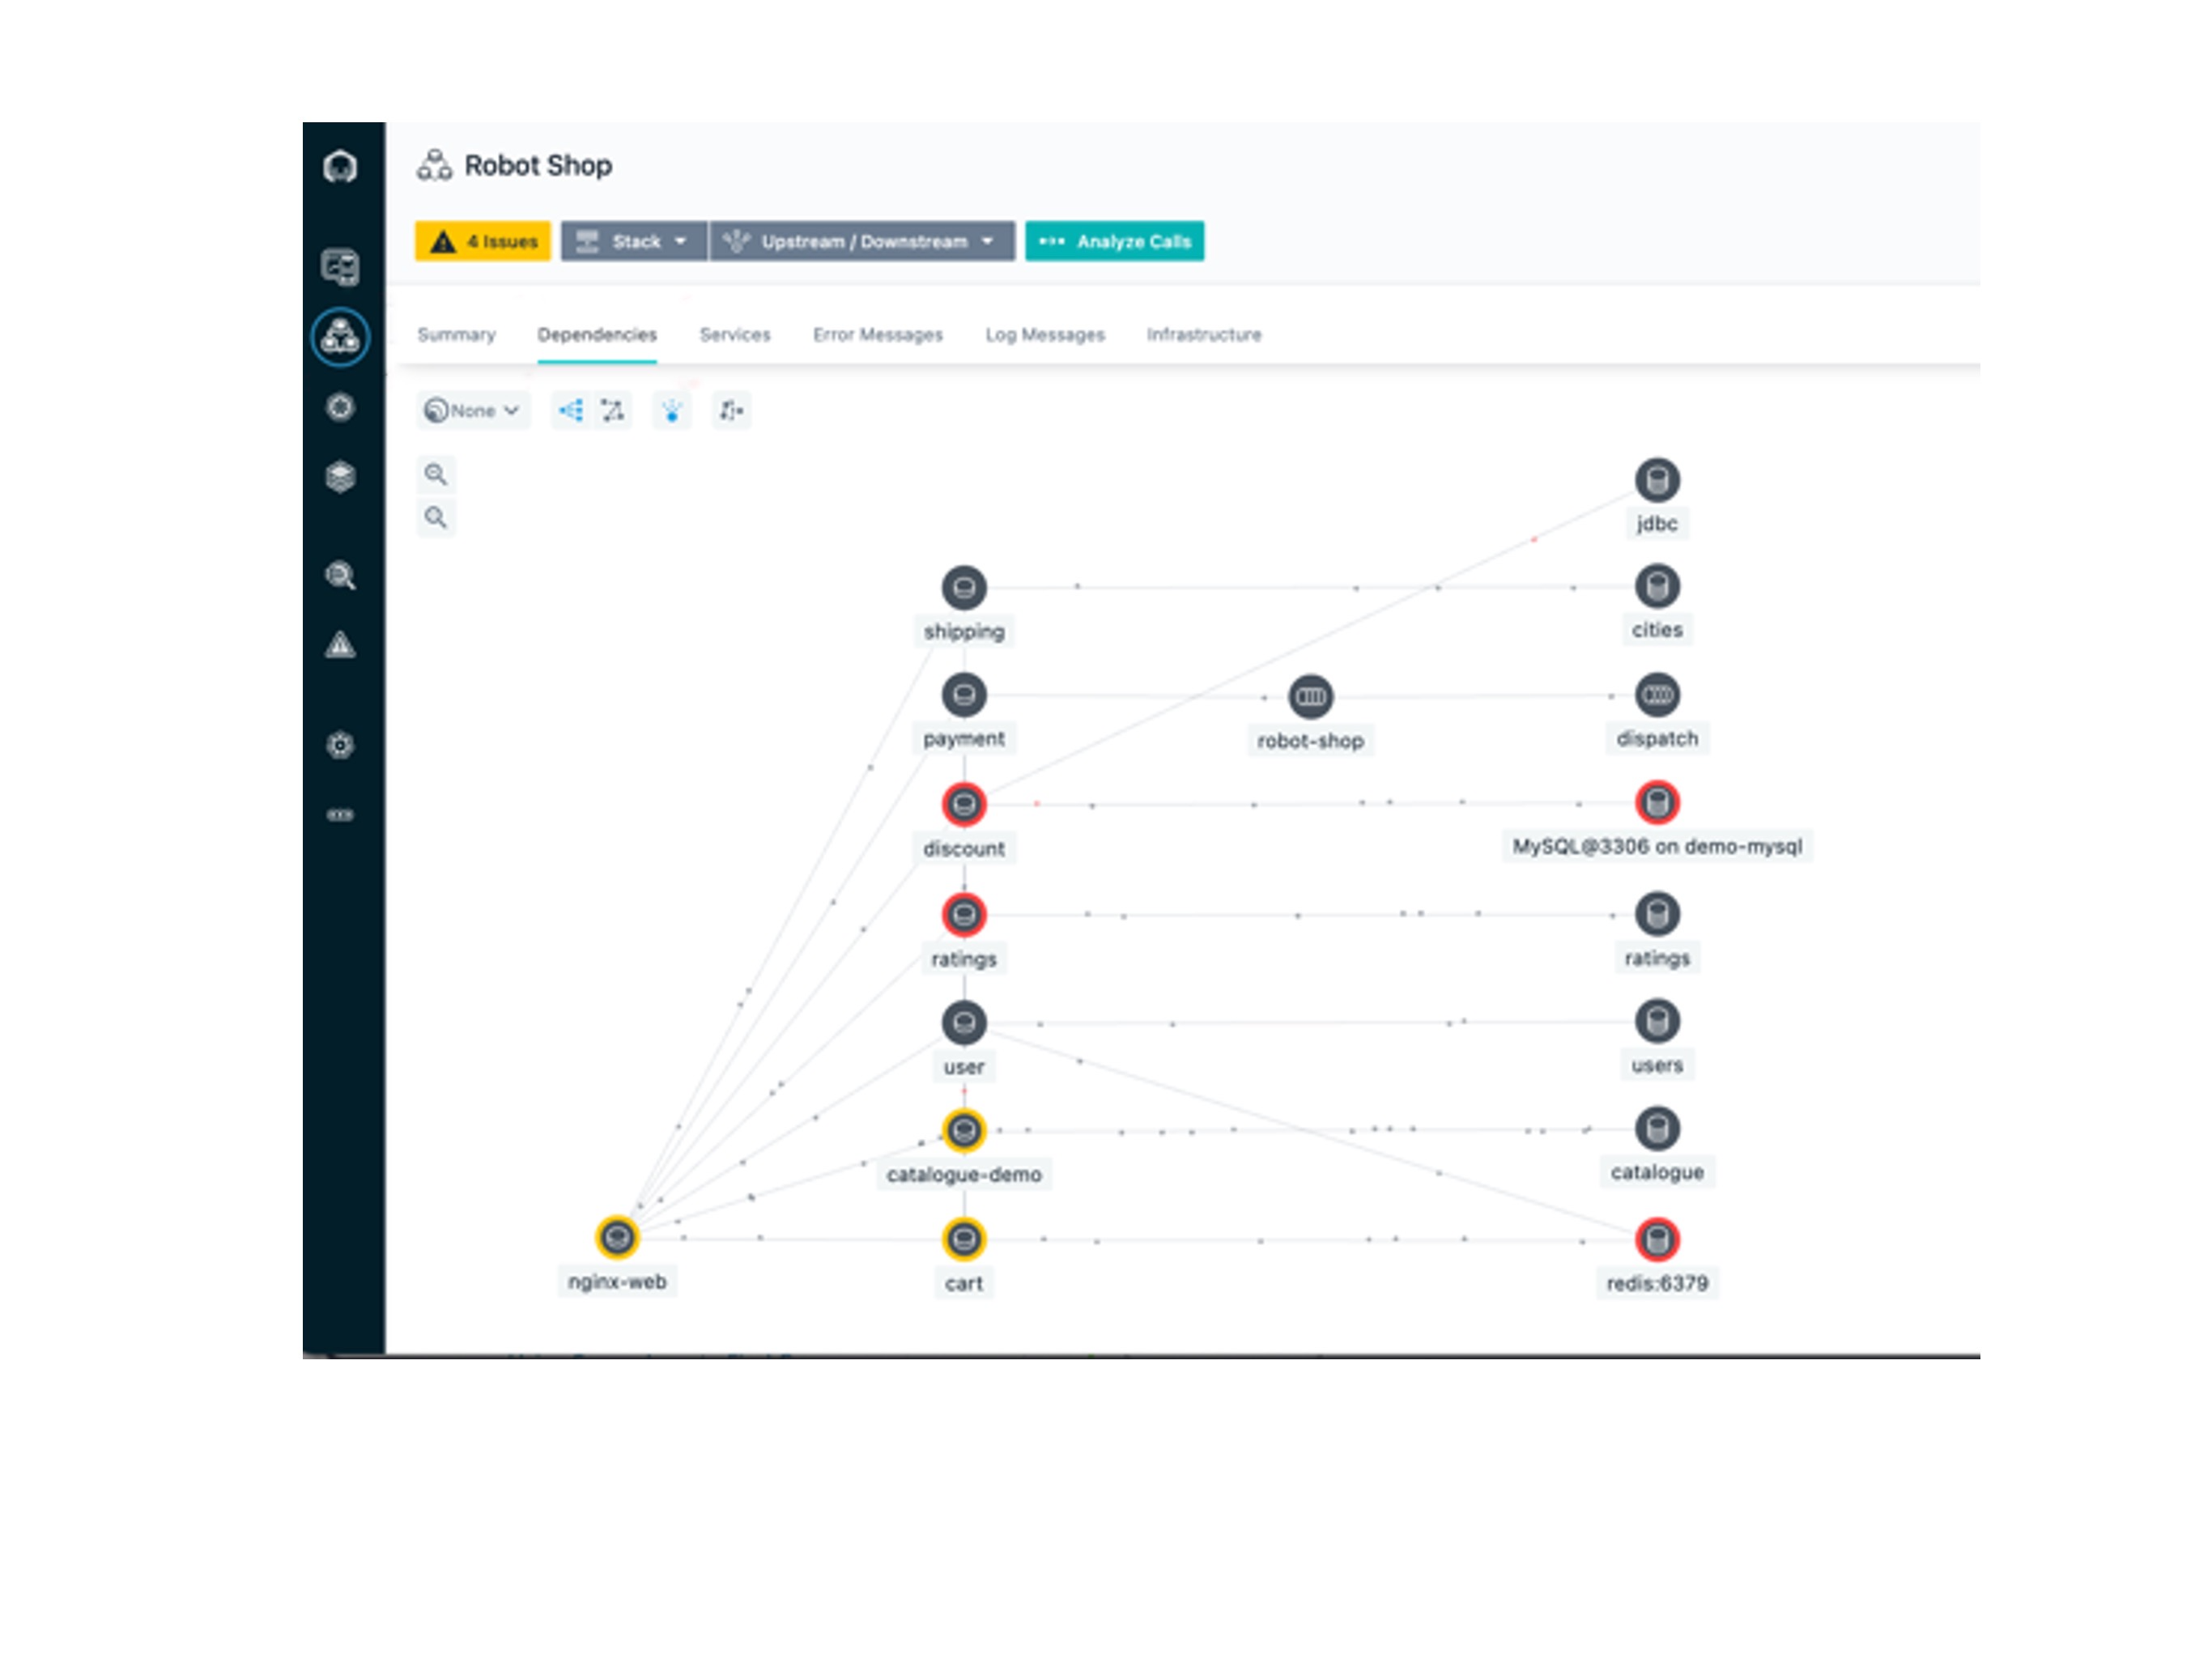 Robot Shop
4 Issues
Stack
Upstream / Downstream
Analyze Calls
Summary
Dependencies
Services
Error Messages
Log Messages
Infrastructure
None
jdbc
shipping
cities
payment
robot-shop
dispatch
discount
MySQL@3306 on demo-mysql
ratings
ratings
user
users
catalogue-demo
catalogue
nginx-web
cart
redis:6379